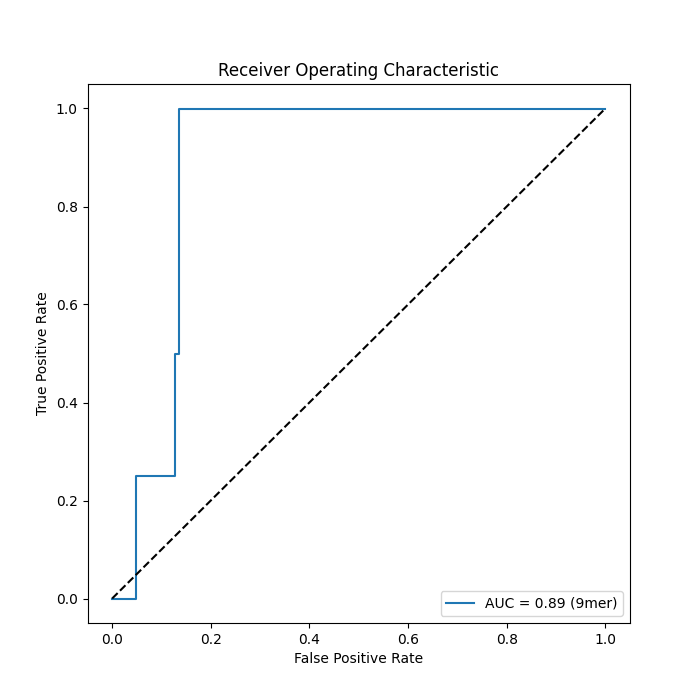 Receiver Operating Characteristic
True Positive Rate
1.0
0.8
0.6
0.4
0.2
0.0
AUC = 0.89 (9mer)
0.0 0.2 0.4 0.6 0.8 1.0
False Positive Rate